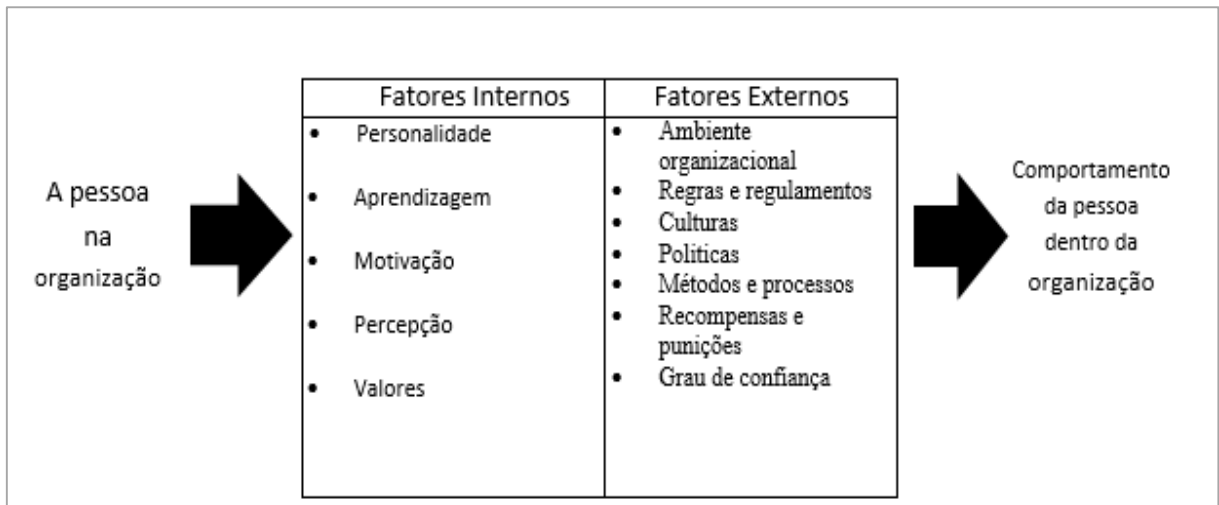 A pessoa
na
organização
Fatores Internos
• Personalidade
• Aprendizagem
• Motivação
• Percepção
• Valores
Fatores Externos
• Ambiente
organizacional
• Regras e regulamentos
• Culturas
• Politicas
• Métodos e processos
• Recompensas e
punições
• Grau de confiança
Comportamento
da pessoa
dentro da
organização